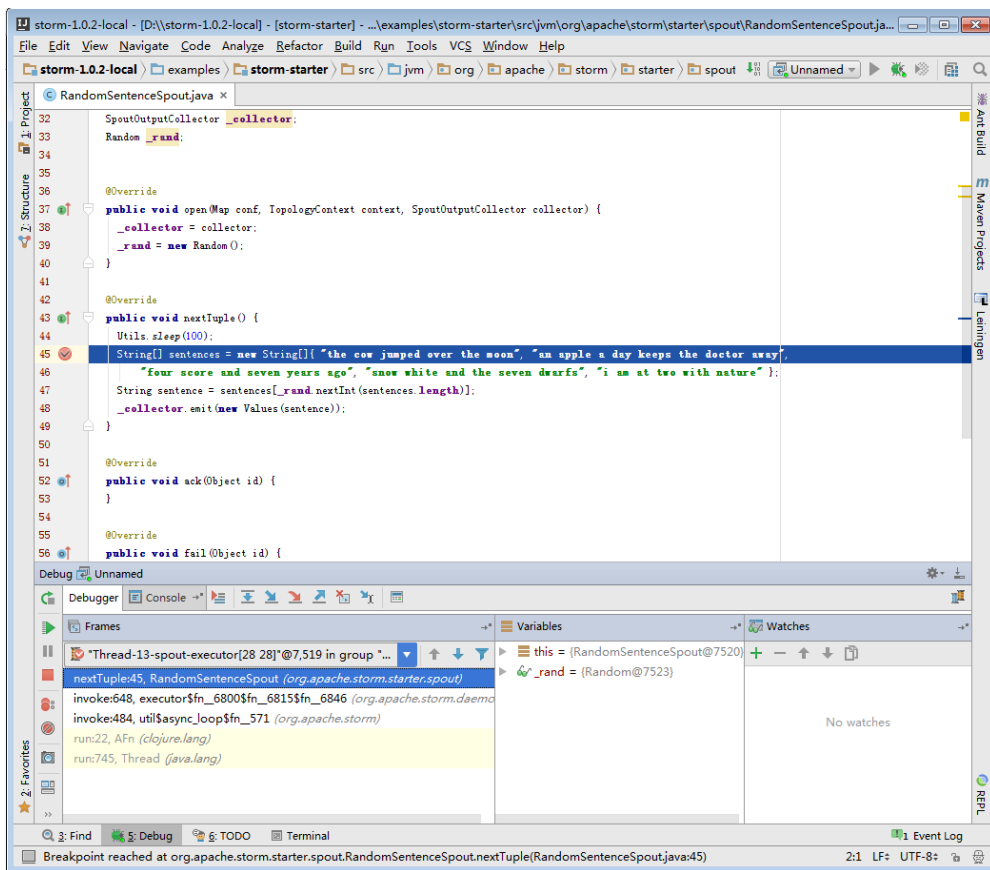 storm-1.0.2-local - [D:\\storm-1.0.2-local] - [storm-starter] - ...\examples\storm-starter\src\jvm\org\apache\storm\starter\spout\RandomSentenceSpout.ja...
File Edit View Navigate Code Analyze Refactor Build Run Tools VCS Window Help
storm-1.0.2-local examples storm-starter src jvm org apache storm starter spout Unnamed
1: Project
7: Structure
2: Favorites
RandomSentenceSpout.java ×
32 SpoutOutputCollector _collector;
33 Random _rand;
34
35
36 @Override
37 public void open(Map conf, TopologyContext context, SpoutOutputCollector collector) {
38 _collector = collector;
39 _rand = new Random();
40 }
41
42 @Override
43 public void nextTuple() {
44 Utils.sleep(100);
45 String[] sentences = new String[]{ "the cow jumped over the moon", "an apple a day keeps the doctor away",
46 "four score and seven years ago", "snow white and the seven dwarfs", "i am at two with nature" };
47 String sentence = sentences[_rand.nextInt(sentences.length)];
48 _collector.emit(new Values(sentence));
49 }
50
51 @Override
52 public void ack(Object id) {
53 }
54
55 @Override
56 public void fail(Object id) {
Ant Build
Maven Projects
Leiningen
REPL
Debug Unnamed
Debugger Console
Frames
"Thread-13-spout-executor[28 28]"@7,519 in group "...
nextTuple:45, RandomSentenceSpout (org.apache.storm.starter.spout)
invoke:648, executor$fn__6800$fn__6815$fn__6846 (org.apache.storm.daemo
invoke:484, util$async_loop$fn__571 (org.apache.storm)
run:22, AFn (clojure.lang)
run:745, Thread (java.lang)
Variables
this = {RandomSentenceSpout@7520}
_rand = {Random@7523}
Watches
No watches
3: Find 5: Debug 6: TODO Terminal 1 Event Log
Breakpoint reached at org.apache.storm.starter.spout.RandomSentenceSpout.nextTuple(RandomSentenceSpout.java:45) 2:1 LF UTF-8